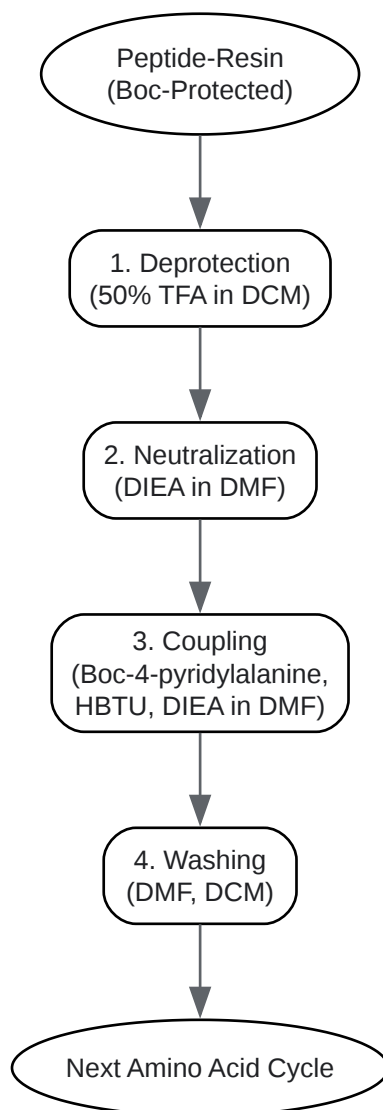 Peptide-Resin
(Boc-Protected)
1. Deprotection
(50% TFA in DCM)
2. Neutralization
(DIEA in DMF)
3. Coupling
(Boc-4-pyridylalanine,
HBTU, DIEA in DMF)
4. Washing
(DMF, DCM)
Next Amino Acid Cycle